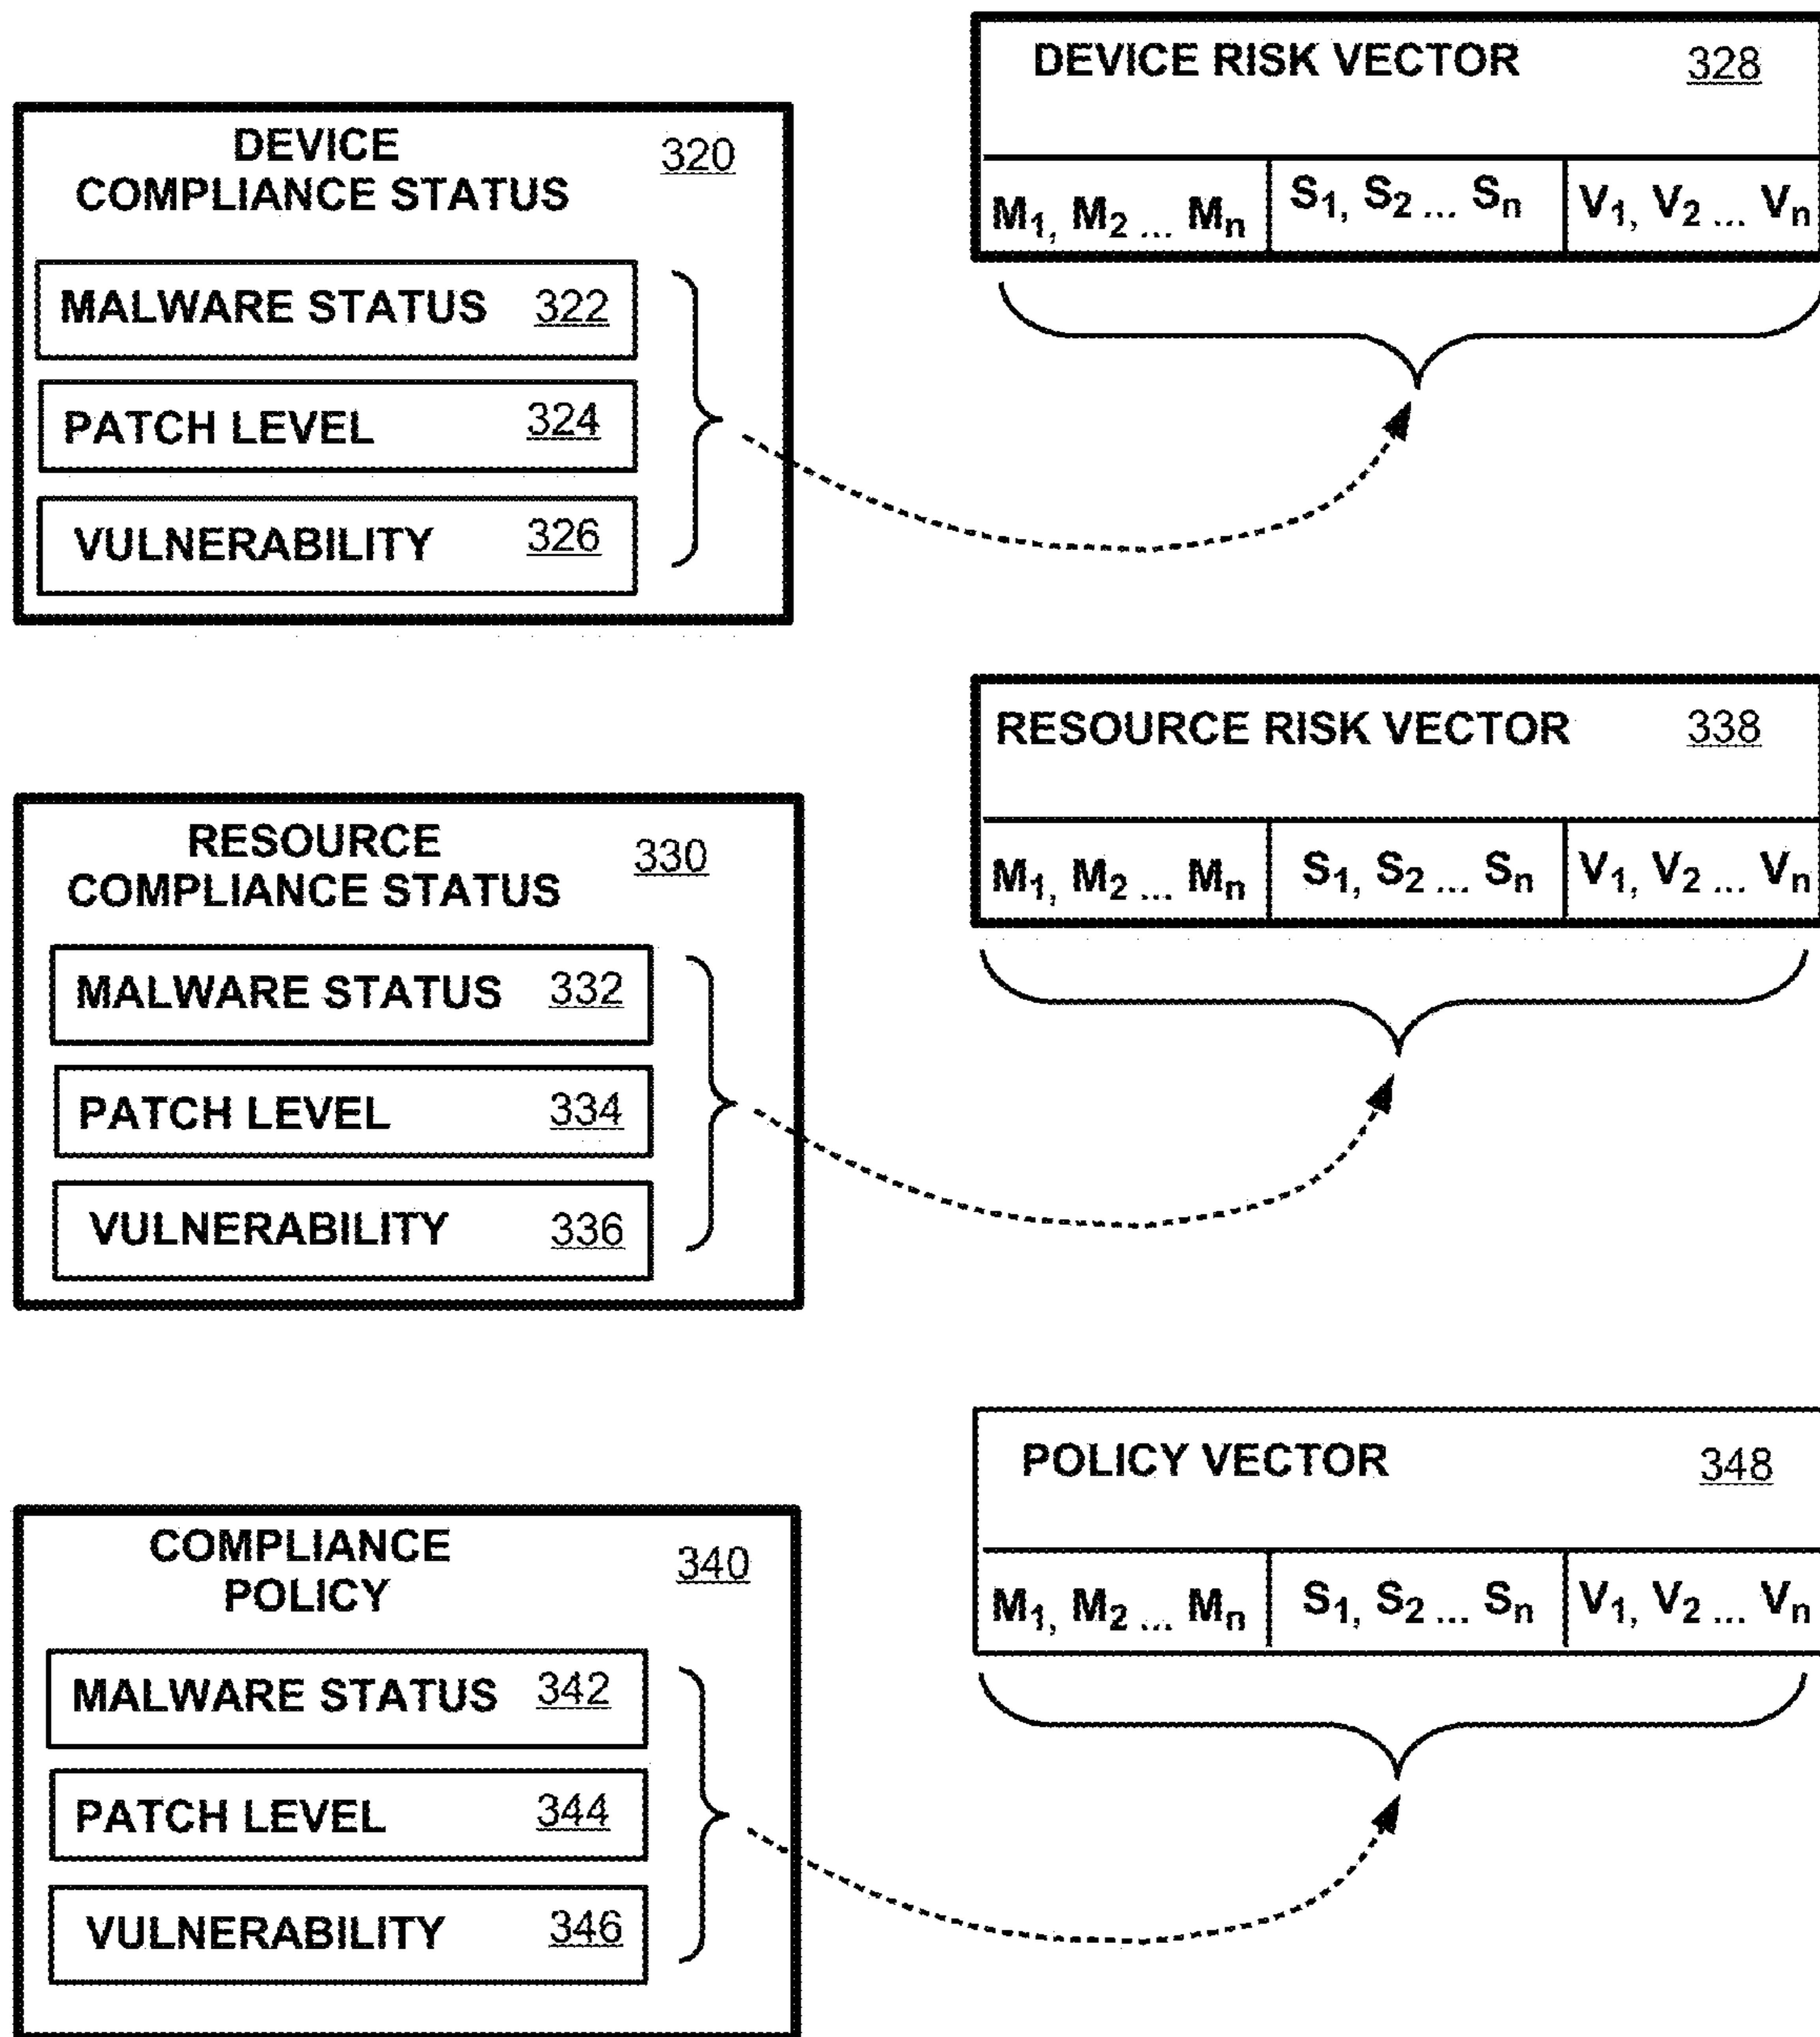 DEVICE RISK VECTOR 328
M1, M2 ... Mn S1, S2 ... Sn V1, V2 ... Vn
DEVICE 320
COMPLIANCE STATUS
MALWARE STATUS 322
PATCH LEVEL 324
VULNERABILITY 326
RESOURCE RISK VECTOR 338
M1, M2 ... Mn S1, S2 ... Sn V1, V2 ... Vn
RESOURCE 330
COMPLIANCE STATUS
MALWARE STATUS 332
PATCH LEVEL 334
VULNERABILITY 336
POLICY VECTOR 348
M1, M2 ... Mn S1, S2 ... Sn V1, V2 ... Vn
COMPLIANCE 340
POLICY
MALWARE STATUS 342
PATCH LEVEL 344
VULNERABILITY 346